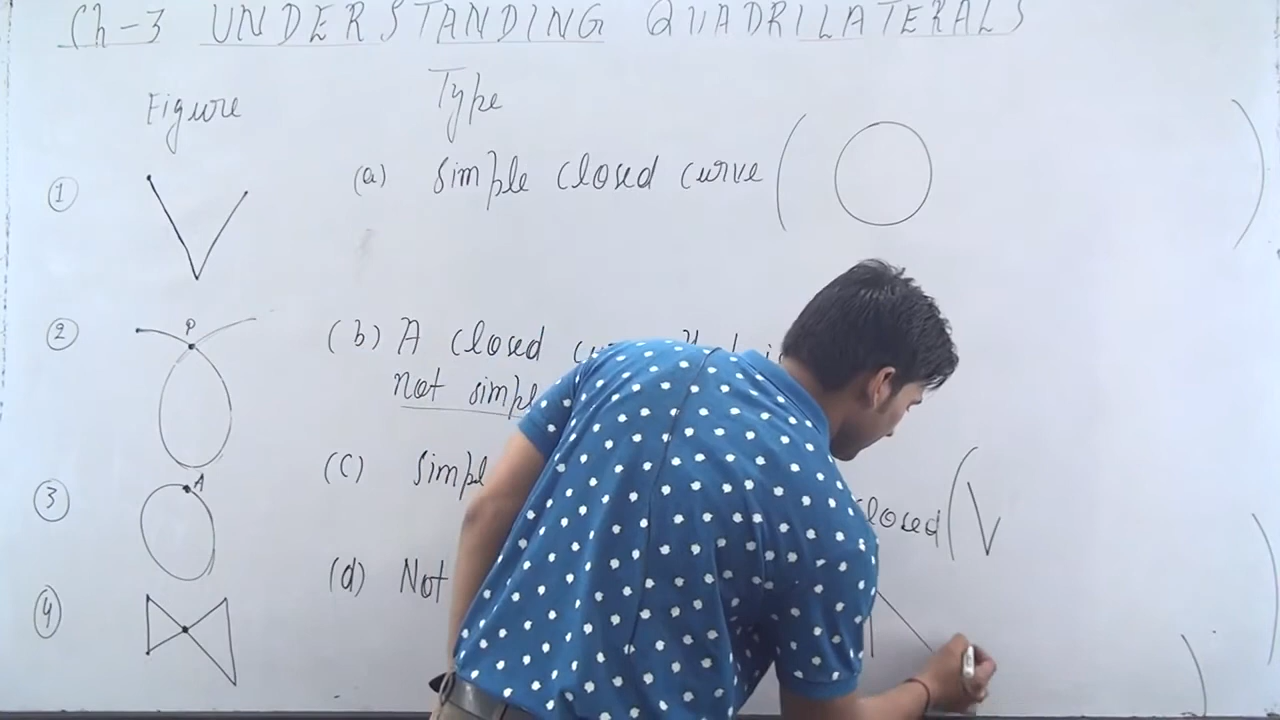 Ch-3 UNDERSTANDING QUADRILATERALS
Figure Type
1 (a) Simple closed curve
2 P (b) A closed
not simple
3 A (c) Simple closed
4 (d) Not